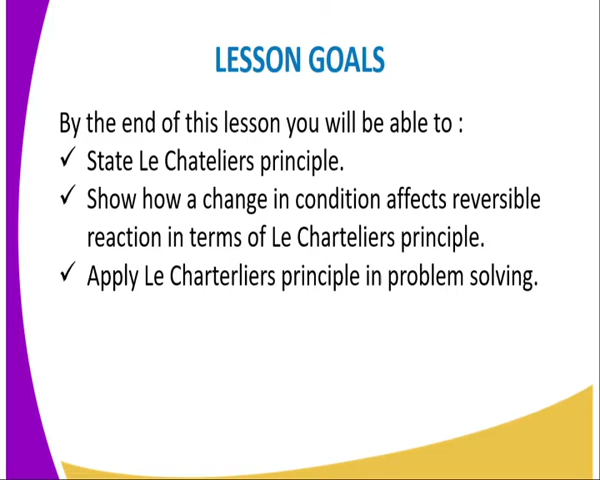 LESSON GOALS
By the end of this lesson you will be able to :
✓ State Le Chateliers principle.
✓ Show how a change in condition affects reversible
reaction in terms of Le Charteliers principle.
✓ Apply Le Charterliers principle in problem solving.